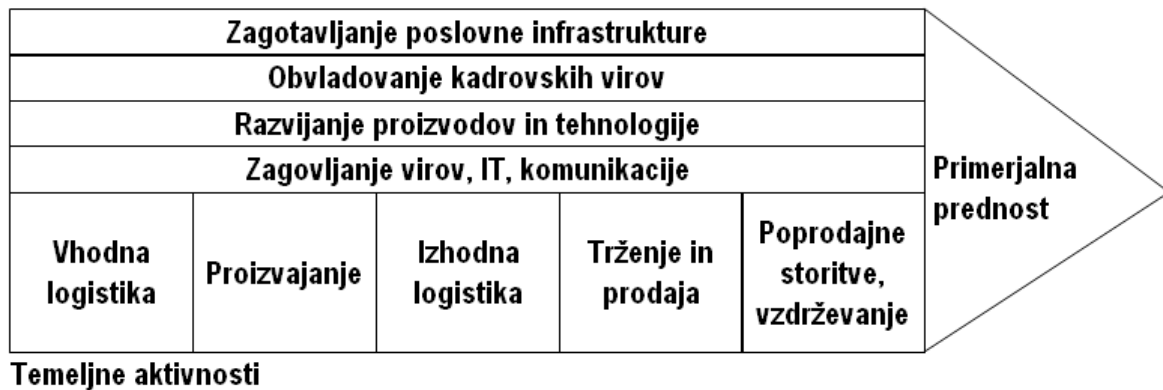 Zagotavljanje poslovne infrastrukture
Obvladovanje kadrovskih virov
Razvijanje proizvodov in tehnologije
Zagovljanje virov, IT, komunikacije
Primerjalna
prednost
Vhodna
logistika
Proizvajanje
Izhodna
logistika
Trženje in
prodaja
Poprodajne
storitve,
vzdrževanje
Temeljne aktivnosti